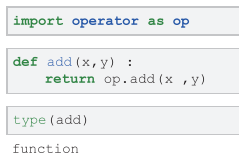 import operator as op
def add(x,y) :
    return op.add(x ,y)
type(add)
function